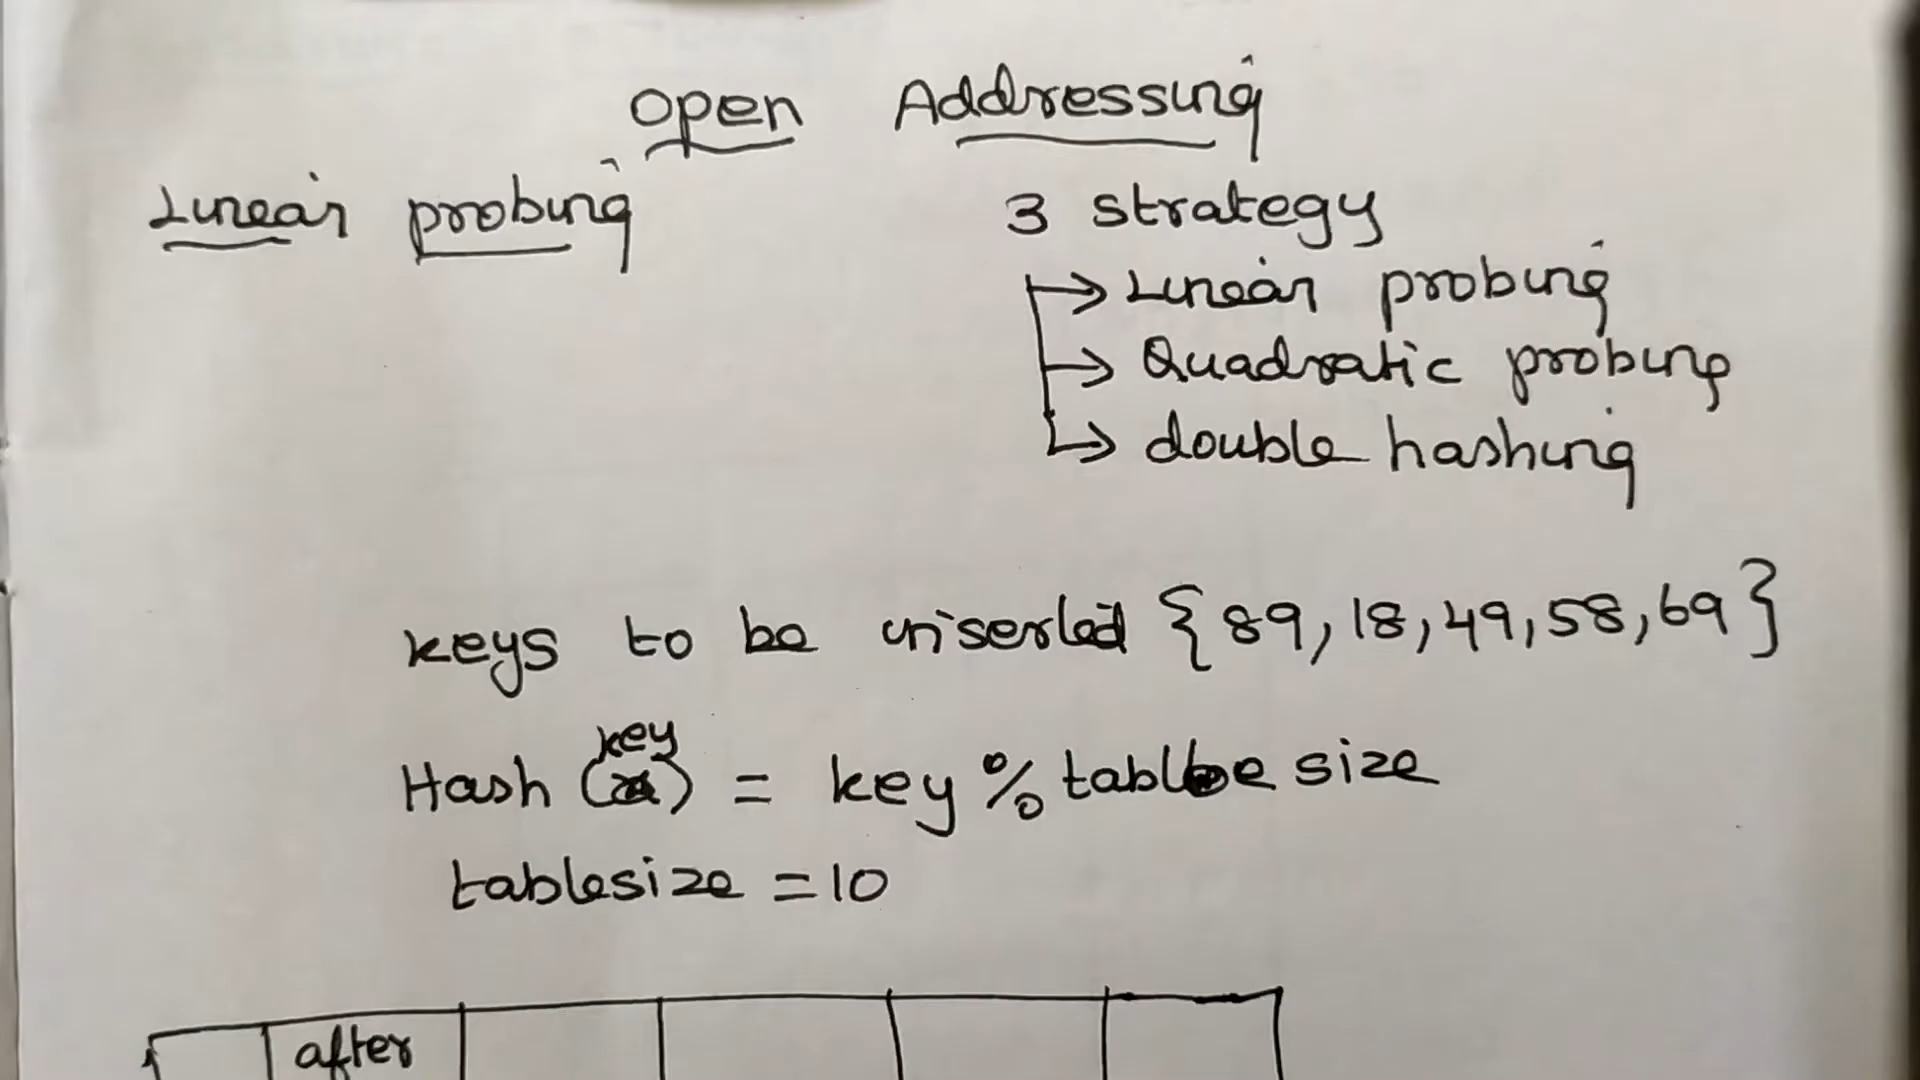 Open Addressing
Linear probing
3 strategy
→ Linear probing
→ Quadratic probing
→ double hashing
keys to be inserted {89, 18, 49, 58, 69}
key
Hash ( ) = key % table size
tablesize = 10
after